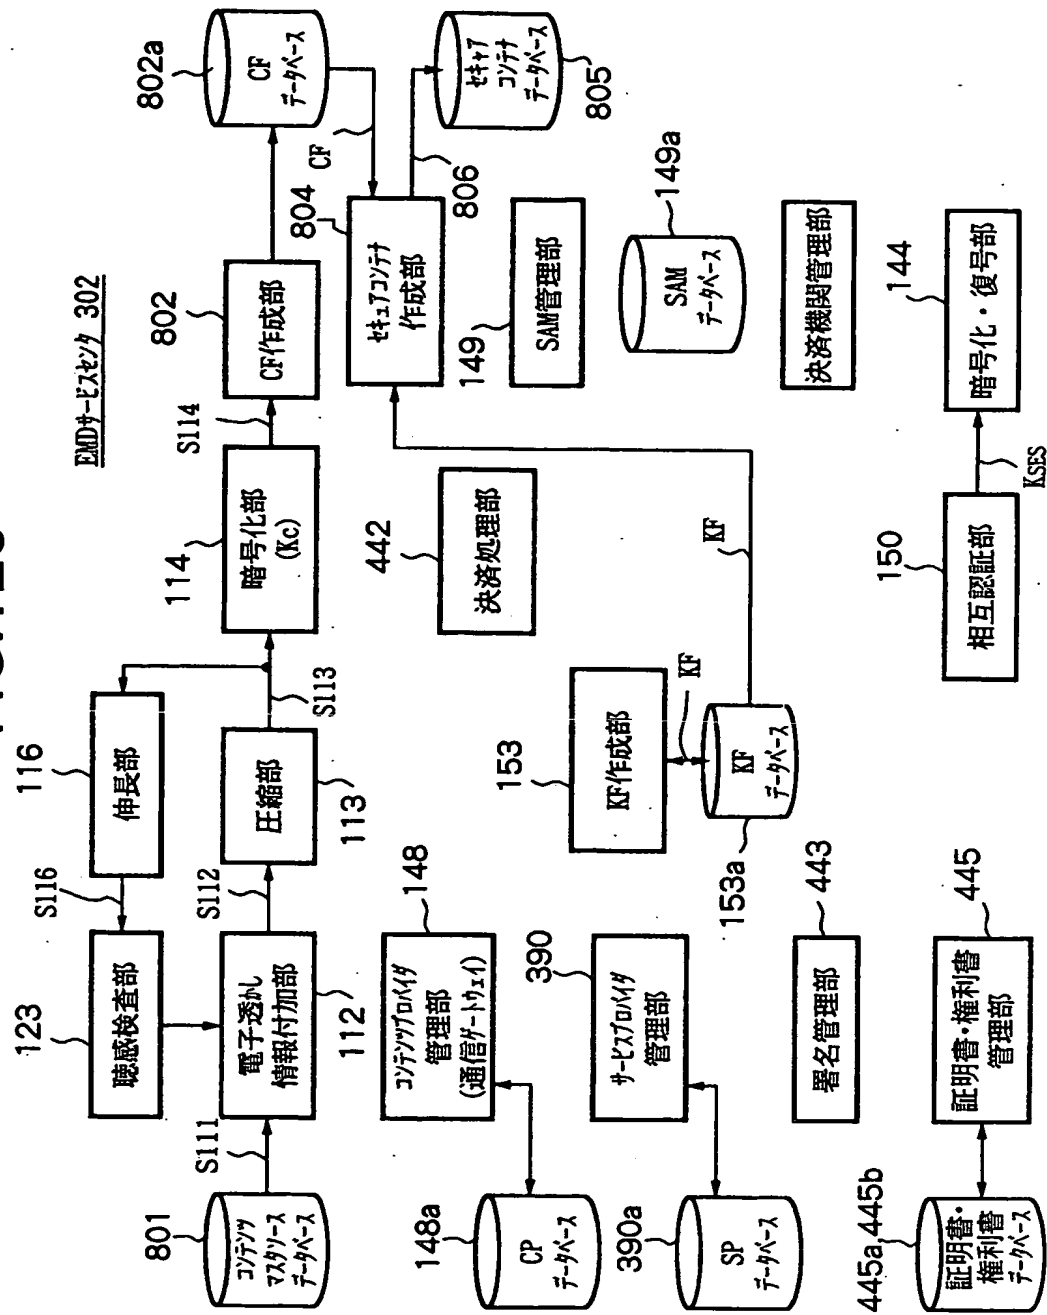 EMDサービスセンタ 302
801
コンテンツ
マスタソース
データベース
S111
123
聴感検査部
電子透かし
情報付加部
112
S116
S112
116
伸長部
圧縮部
113
S113
114
暗号化部
(Kc)
S114
802
CF作成部
802a
CF
データベース
CF
804
セキュアコンテナ
作成部
806
セキャア
コンテナ
データベース
805
148a
CP
データベース
148
コンテンツプロバイダ
管理部
(通信ゲートウェイ)
442
決済処理部
149
SAM管理部
149a
SAM
データベース
390a
SP
データベース
390
サービスプロバイダ
管理部
153
KF作成部
KF
KF
データベース
153a
KF
決済機関管理部
443
署名管理部
445a,445b
証明書・
権利書
データベース
445
証明書・権利書
管理部
150
相互認証部
KSES
144
暗号化・復号部